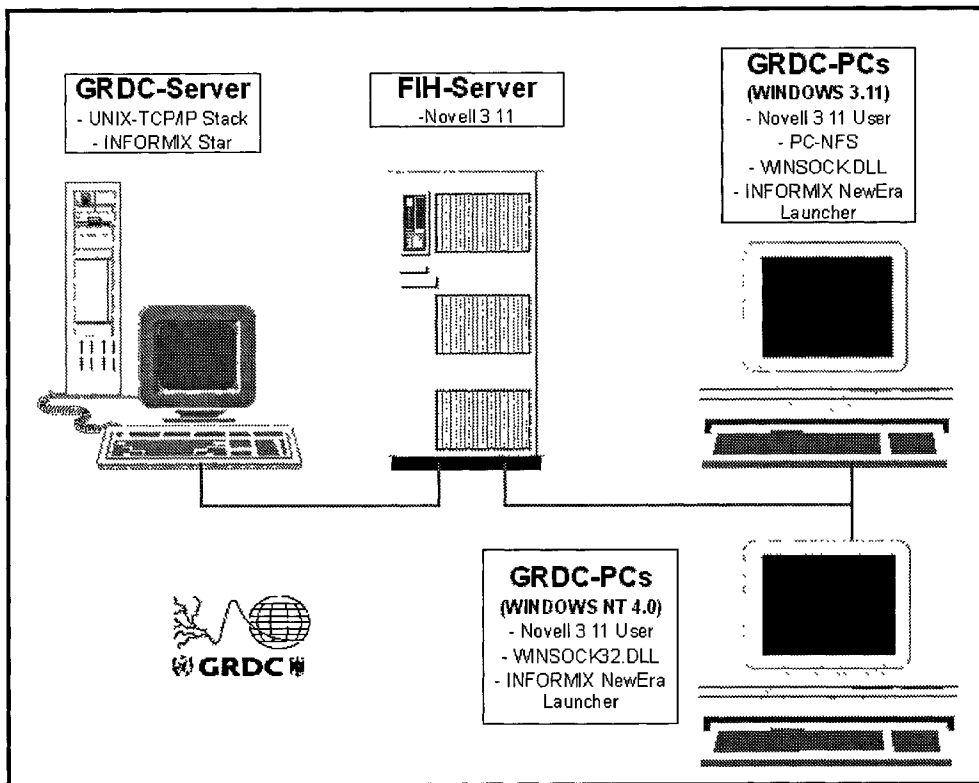 GRDC-Server
- UNIX-TCP/IP Stack
- INFORMIX Star
FIH-Server
-Novell 3 11
GRDC-PCs
(WINDOWS 3.11)
- Novell 3 11 User
- PC-NFS
- WINSOCK.DLL
- INFORMIX NewEra
Launcher
GRDC-PCs
(WINDOWS NT 4.0)
- Novell 3 11 User
- WINSOCK32.DLL
- INFORMIX NewEra
Launcher
GRDC